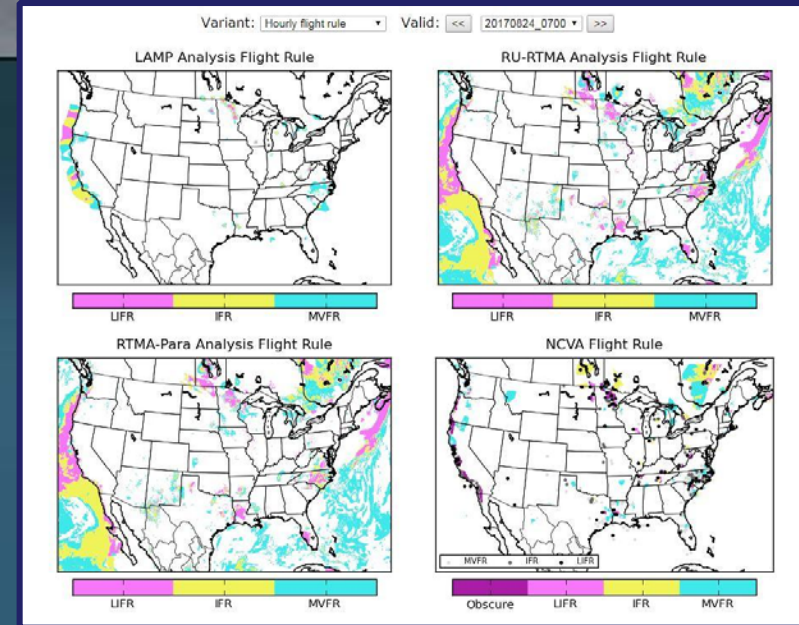 Variant: Hourly flight rule Valid: << 20170824_0700 >>
LAMP Analysis Flight Rule
RU-RTMA Analysis Flight Rule
LIFR IFR MVFR
LIFR IFR MVFR
RTMA-Para Analysis Flight Rule
NCVA Flight Rule
MVFR IFR LIFR
LIFR IFR MVFR
Obscure LIFR IFR MVFR